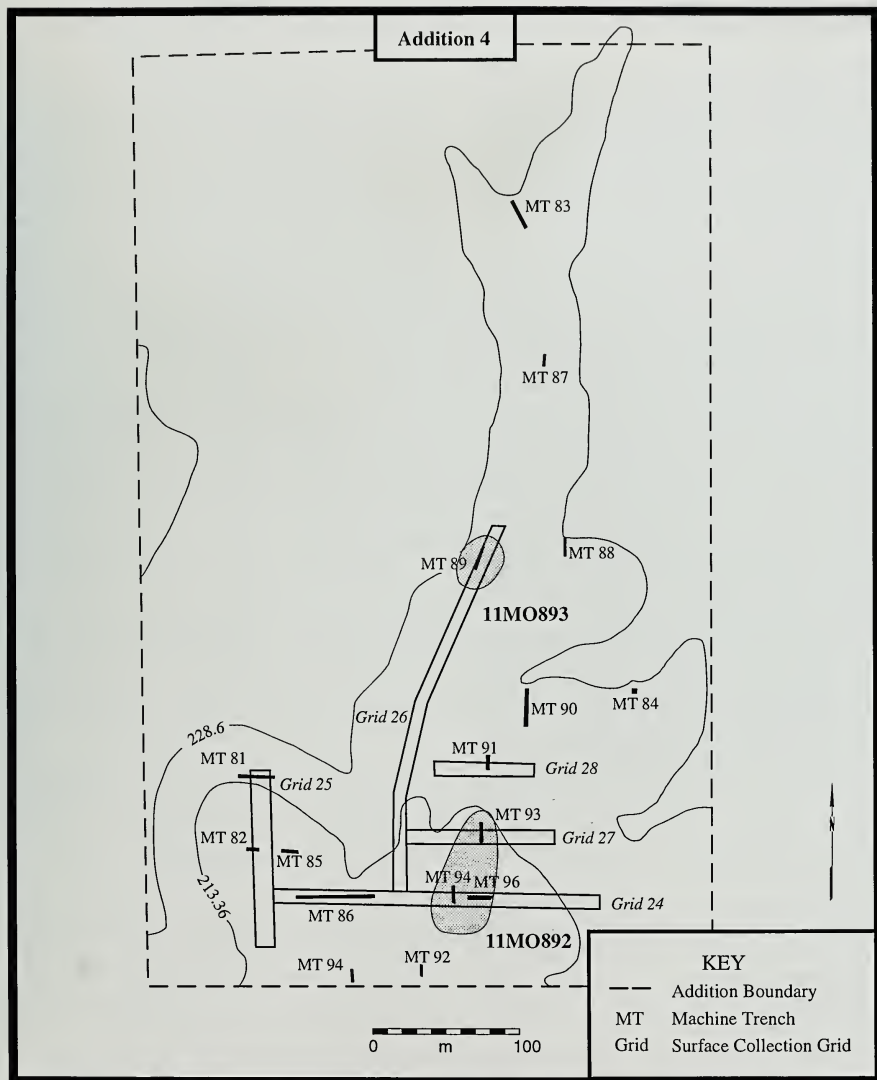 Addition 4
MT 83
MT 87
MT 88
MT 89
11MO893
MT 90
MT 84
Grid 26
228.6
MT 81
Grid 25
MT 91
Grid 28
MT 93
Grid 27
MT 82
MT 85
213.36
MT 94
MT 96
MT 86
Grid 24
11MO892
MT 94
MT 92
N
0 m 100
KEY
Addition Boundary
MT Machine Trench
Grid Surface Collection Grid